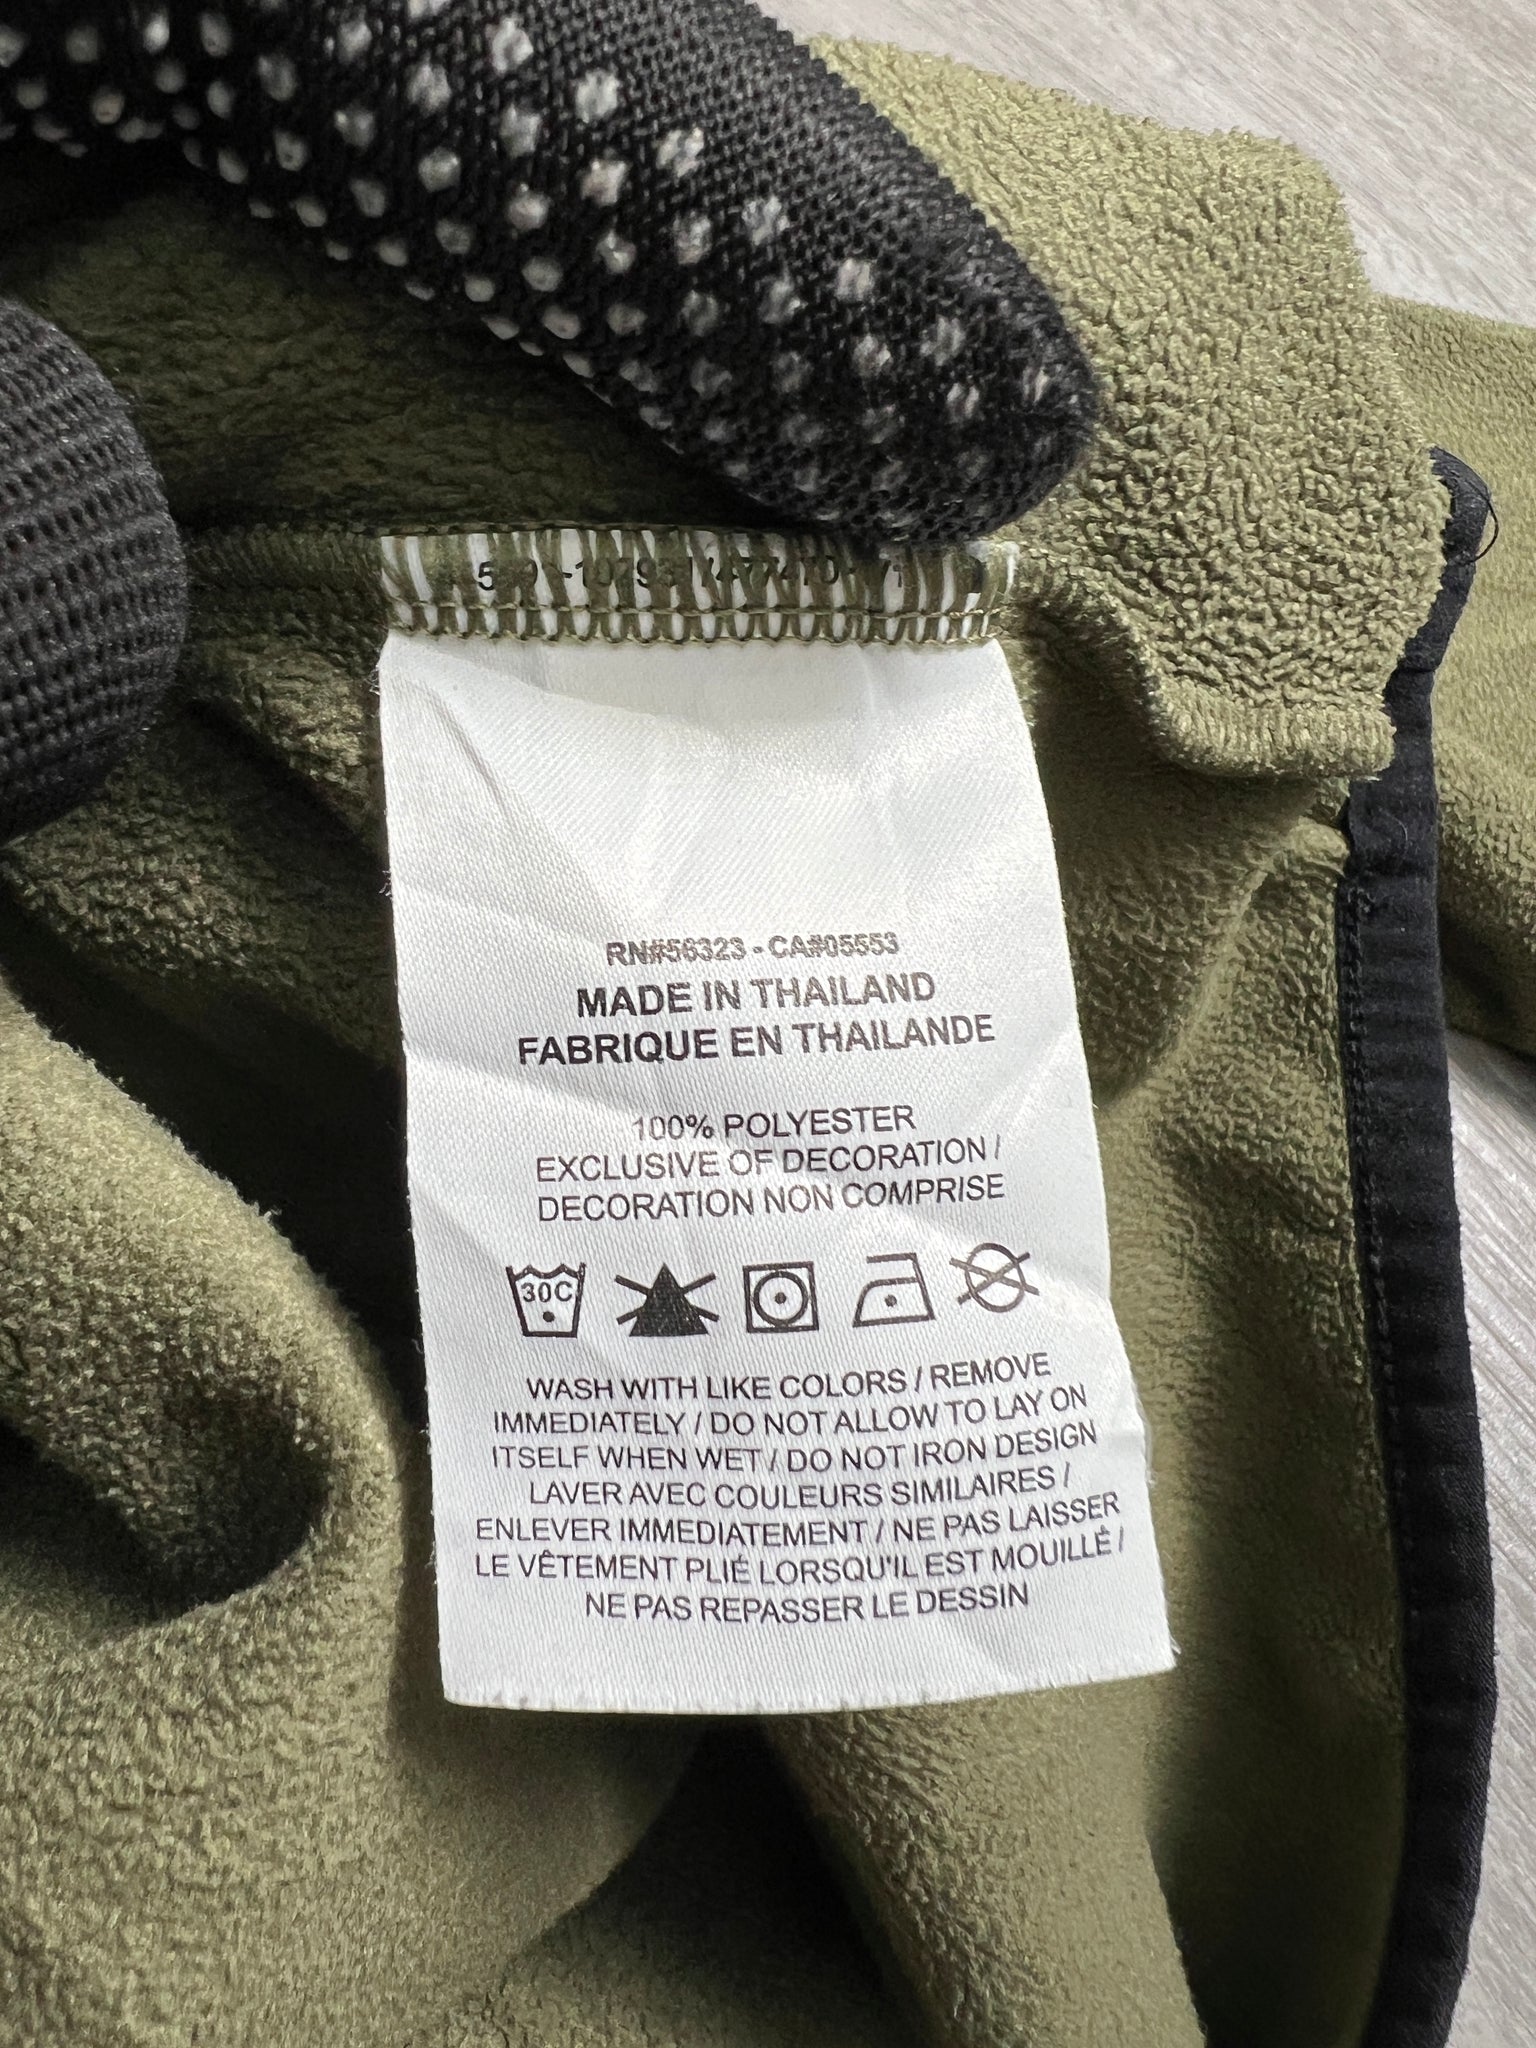 RN#56323 - CA#05553
MADE IN THAILAND
FABRIQUE EN THAILANDE
100% POLYESTER
EXCLUSIVE OF DECORATION /
DECORATION NON COMPRISE
30C
WASH WITH LIKE COLORS / REMOVE
IMMEDIATELY / DO NOT ALLOW TO LAY ON
ITSELF WHEN WET / DO NOT IRON DESIGN
LAVER AVEC COULEURS SIMILAIRES /
ENLEVER IMMEDIATEMENT / NE PAS LAISSER
LE VÊTEMENT PLIÉ LORSQU'IL EST MOUILLÊ /
NE PAS REPASSER LE DESSIN